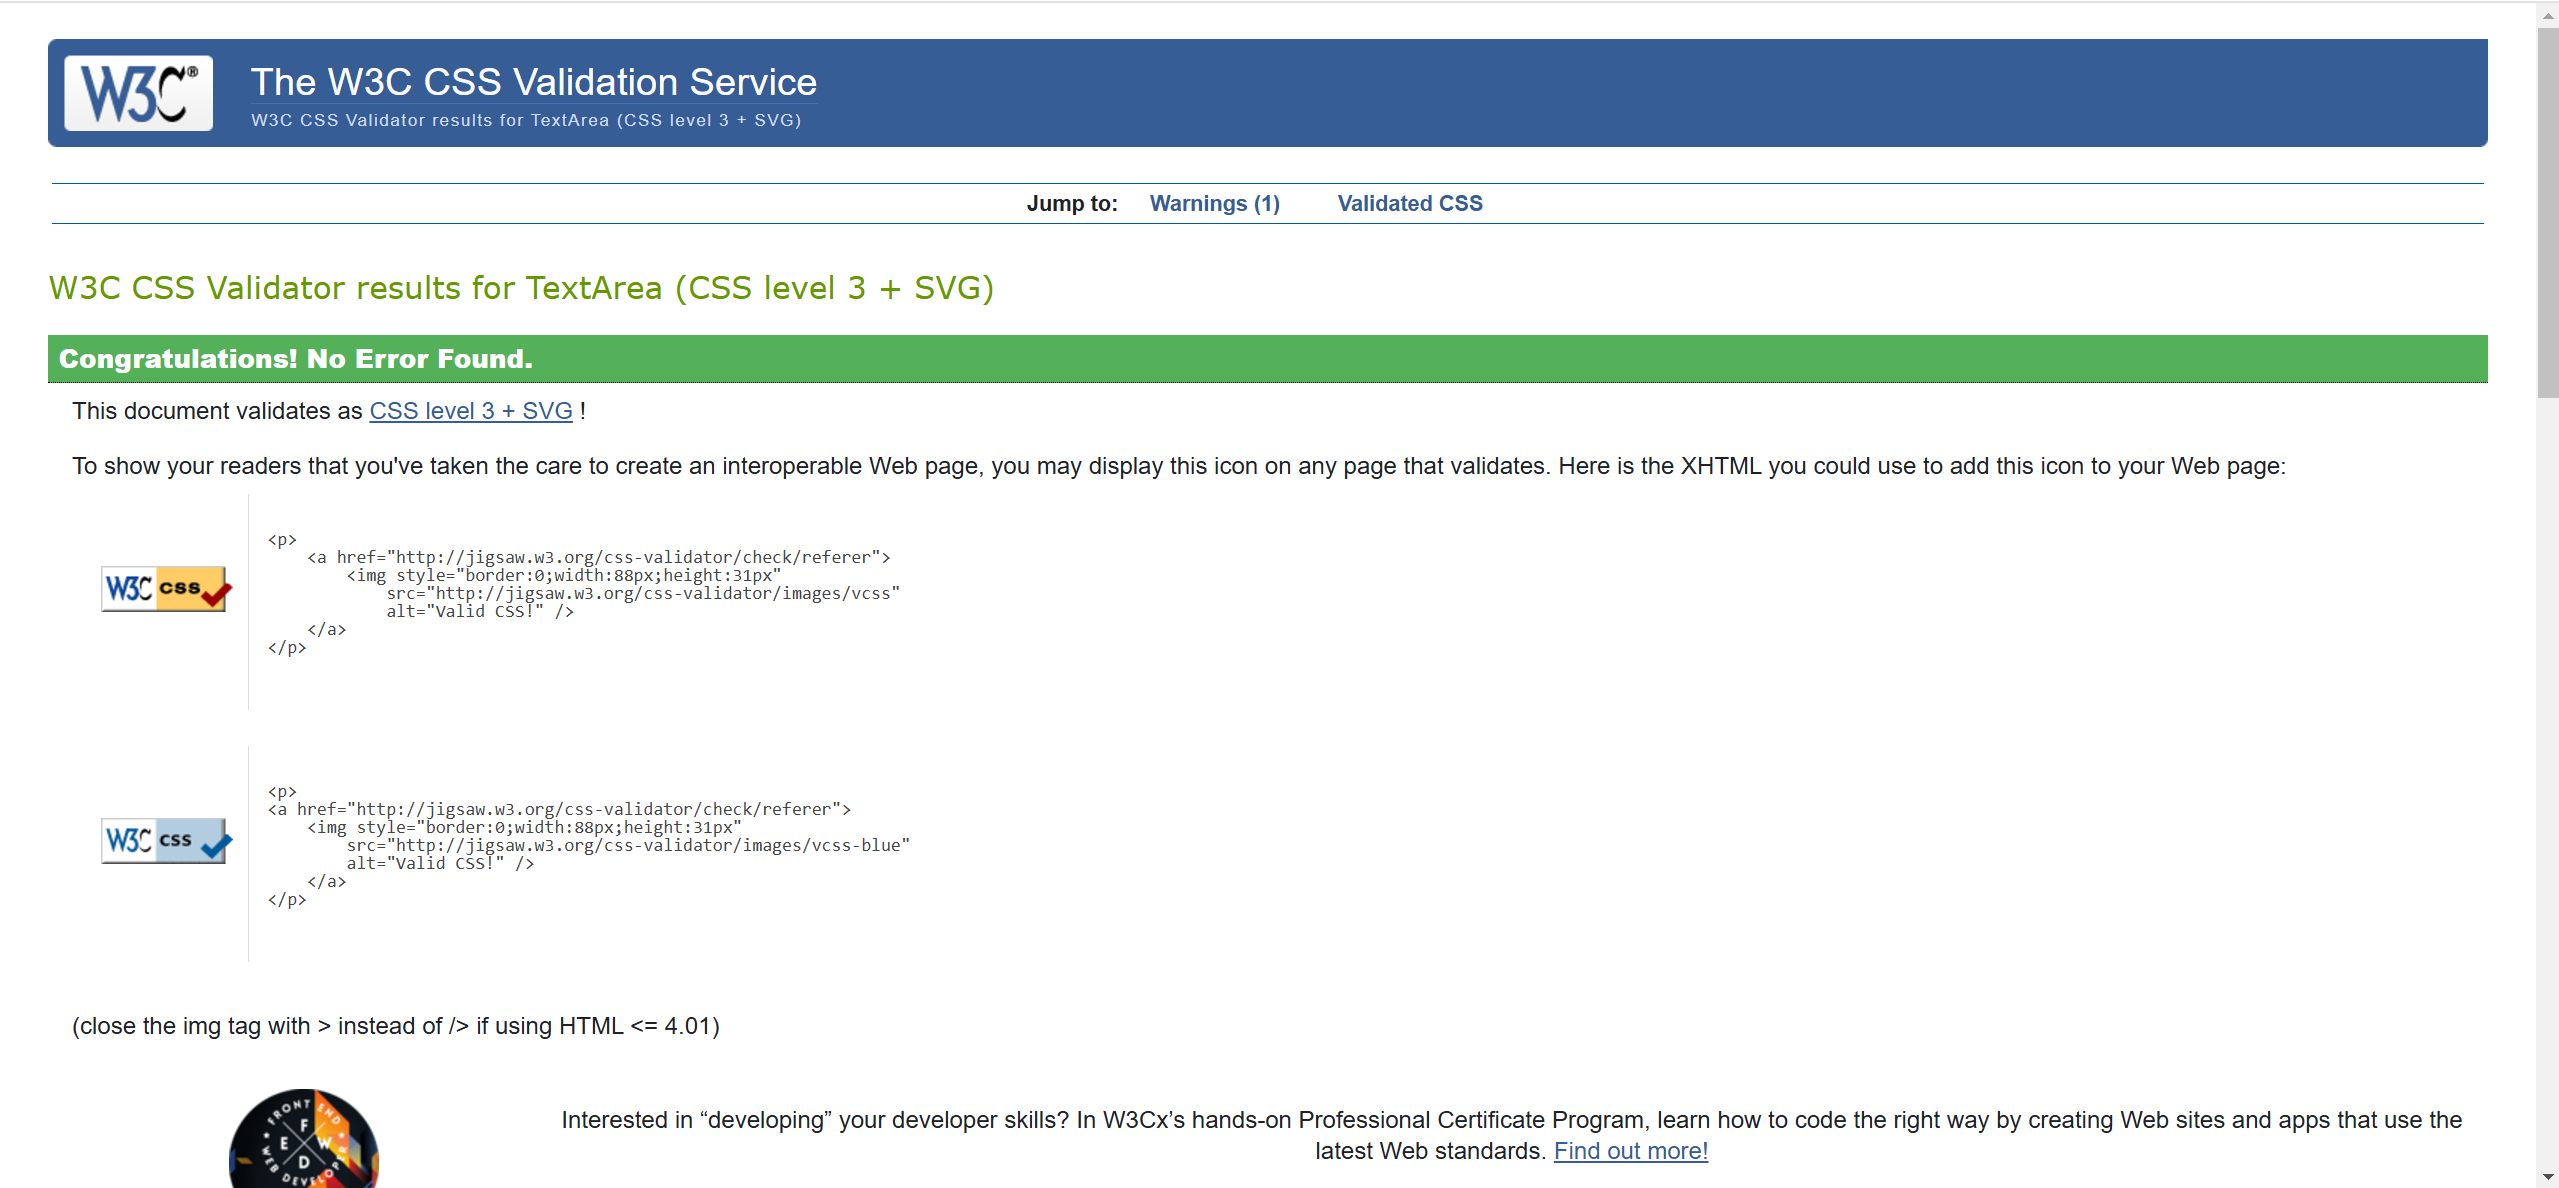 W3C®
The W3C CSS Validation Service
W3C CSS Validator results for TextArea (CSS level 3 + SVG)
Jump to: Warnings (1) Validated CSS
W3C CSS Validator results for TextArea (CSS level 3 + SVG)
Congratulations! No Error Found.
This document validates as CSS level 3 + SVG !
To show your readers that you've taken the care to create an interoperable Web page, you may display this icon on any page that validates. Here is the XHTML you could use to add this icon to your Web page:
W3C css
<p>
    <a href="http://jigsaw.w3.org/css-validator/check/referer">
        <img style="border:0;width:88px;height:31px"
            src="http://jigsaw.w3.org/css-validator/images/vcss"
            alt="Valid CSS!" />
    </a>
</p>
W3C css
<p>
<a href="http://jigsaw.w3.org/css-validator/check/referer">
    <img style="border:0;width:88px;height:31px"
        src="http://jigsaw.w3.org/css-validator/images/vcss-blue"
        alt="Valid CSS!" />
    </a>
</p>
(close the img tag with > instead of /> if using HTML <= 4.01)
FRONT END
WEB DEVELOPER
F
E W
D
Interested in “developing” your developer skills? In W3Cx’s hands-on Professional Certificate Program, learn how to code the right way by creating Web sites and apps that use the
latest Web standards. Find out more!